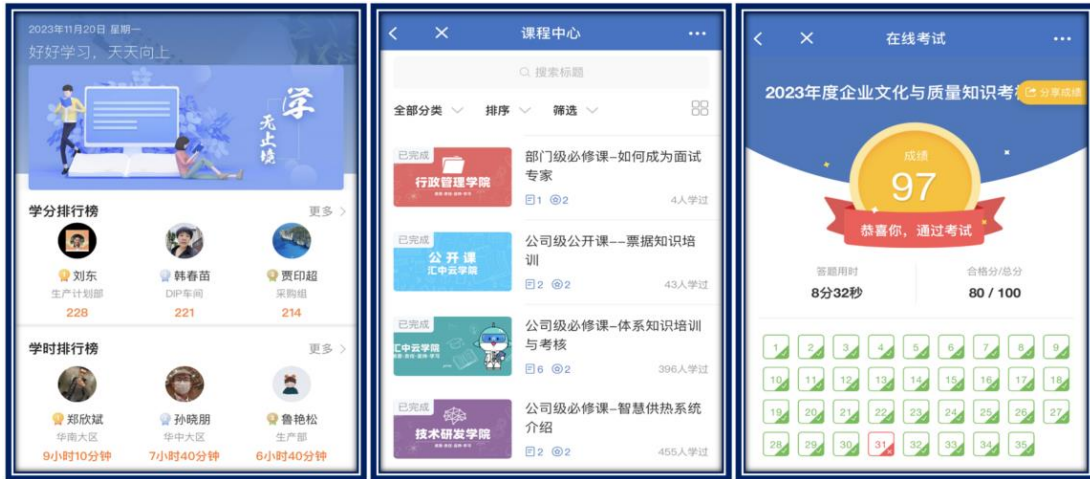 2023年11月20日 星期一
好好学习，天天向上
学
无止境
学分排行榜
更多
刘东
韩春苗
贾印超
生产计划部
DIP车间
采购组
228
221
214
学时排行榜
更多
郑欣斌
孙晓朋
鲁艳松
华南大区
华中大区
生产部
9小时10分钟
7小时40分钟
6小时40分钟
课程中心
搜索标题
全部分类
排序
筛选
已完成
行政管理学院
部门级必修课-如何成为面试
专家
1
2
4人学过
已完成
公开课
汇中云学院
公司级公开课--票据知识培
训
2
2
43人学过
已完成
汇中云学院
公司级必修课-体系知识培训
与考核
6
2
396人学过
已完成
技术研发学院
公司级必修课-智慧供热系统
介绍
2
2
455人学过
在线考试
2023年度企业文化与质量知识考
分享成绩
成绩
97
恭喜你，通过考试
答题用时
合格分/总分
8分32秒
80 / 100
1 2 3 4 5 6 7 8 9
10 11 12 13 14 15 16 17 18
19 20 21 22 23 24 25 26 27
28 29 30 31 32 33 34 35